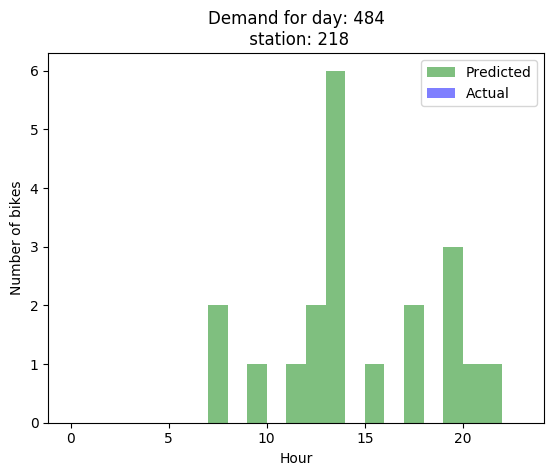 Demand for day: 484
station: 218
Predicted
Actual
Number of bikes
6
5
4
3
2
1
0
0 5 10 15 20
Hour